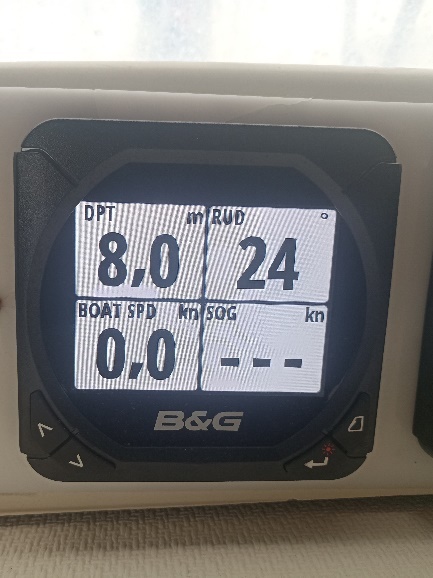 DPT m RUD °
8,0 24
BOAT SPD kn SOG kn
0,0 ---
B&G